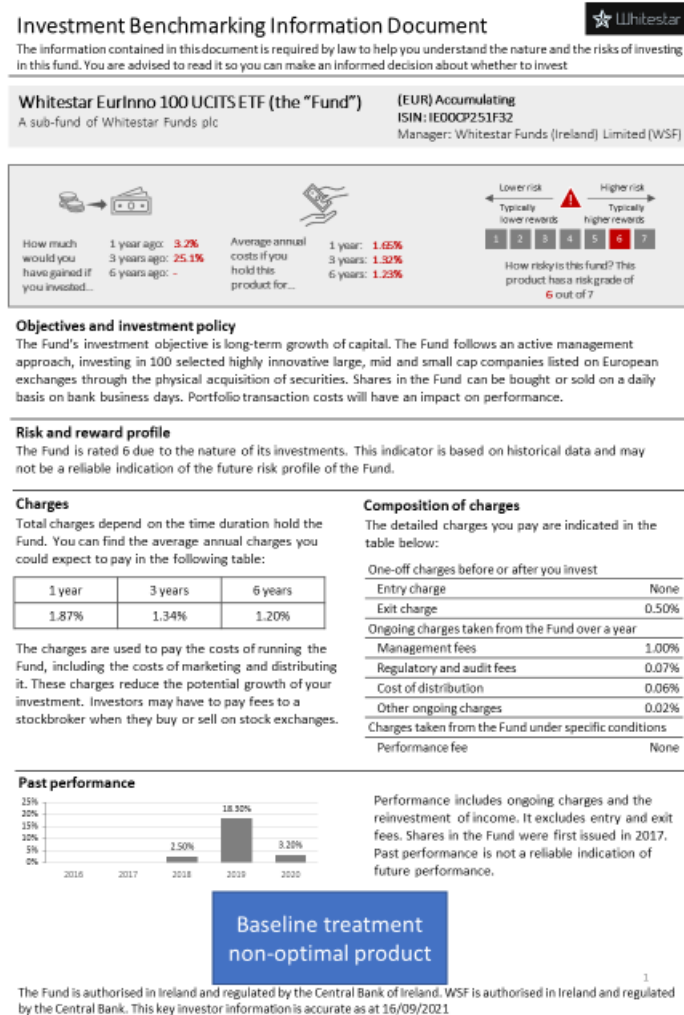 Investment Benchmarking Information Document
Whitestar
The information contained in this document is required by law to help you understand the nature and the risks of investing
in this fund. You are advised to read it so you can make an informed decision about whether to invest
Whitestar EurInno 100 UCITS ETF (the “Fund”)
A sub-fund of Whitestar Funds plc
(EUR) Accumulating
ISIN: IE00CP251F32
Manager: Whitestar Funds (Ireland) Limited (WSF)
How much
would you
have gained if
you invested...
1 year ago: 3.2%
3 years ago: 25.1%
6 years ago: -
Average annual
costs if you
hold this
product for...
1 year: 1.65%
3 years: 1.32%
6 years: 1.23%
Lower risk Higher risk
Typically Typically
lower rewards higher rewards
1 2 3 4 5 6 7
How risky is this fund? This
product has a risk grade of
6 out of 7
Objectives and investment policy
The Fund's investment objective is long-term growth of capital. The Fund follows an active management
approach, investing in 100 selected highly innovative large, mid and small cap companies listed on European
exchanges through the physical acquisition of securities. Shares in the Fund can be bought or sold on a daily
basis on bank business days. Portfolio transaction costs will have an impact on performance.
Risk and reward profile
The Fund is rated 6 due to the nature of its investments. This indicator is based on historical data and may
not be a reliable indication of the future risk profile of the Fund.
Charges
Total charges depend on the time duration hold the
Fund. You can find the average annual charges you
could expect to pay in the following table:
1 year 3 years 6 years
1.87% 1.34% 1.20%
The charges are used to pay the costs of running the
Fund, including the costs of marketing and distributing
it. These charges reduce the potential growth of your
investment. Investors may have to pay fees to a
stockbroker when they buy or sell on stock exchanges.
Composition of charges
The detailed charges you pay are indicated in the
table below:
One-off charges before or after you invest
Entry charge None
Exit charge 0.50%
Ongoing charges taken from the Fund over a year
Management fees 1.00%
Regulatory and audit fees 0.07%
Cost of distribution 0.06%
Other ongoing charges 0.02%
Charges taken from the Fund under specific conditions
Performance fee None
Past performance
25%
20%
15%
10%
5%
0%
2.50%
18.30%
3.20%
2016 2017 2018 2019 2020
Performance includes ongoing charges and the
reinvestment of income. It excludes entry and exit
fees. Shares in the Fund were first issued in 2017.
Past performance is not a reliable indication of
future performance.
Baseline treatment
non-optimal product
1
The Fund is authorised in Ireland and regulated by the Central Bank of Ireland. WSF is authorised in Ireland and regulated
by the Central Bank. This key investor information is accurate as at 16/09/2021